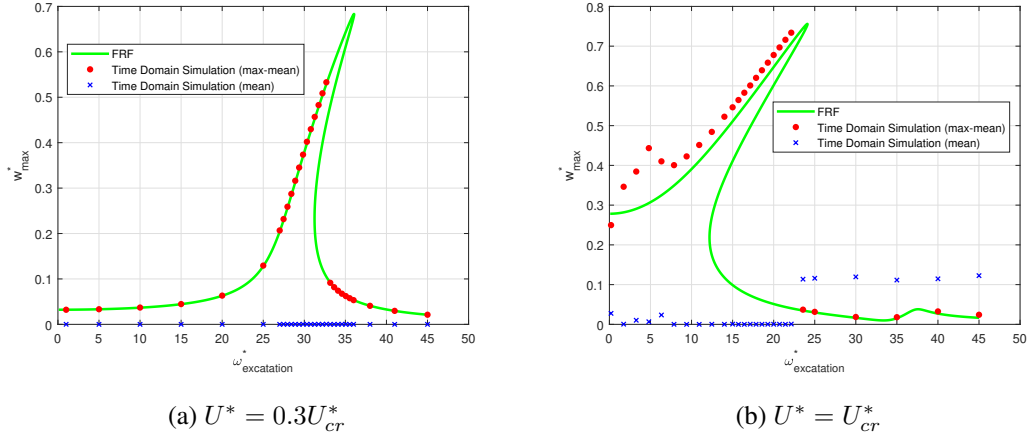 0.7
0.6
0.5
0.4
0.3
0.2
0.1
0
0 5 10 15 20 25 30 35 40 45 50
w*max
ω*excatation
FRF
Time Domain Simulation (max-mean)
Time Domain Simulation (mean)
(a) U* = 0.3U*cr
0.8
0.7
0.6
0.5
0.4
0.3
0.2
0.1
0
0 5 10 15 20 25 30 35 40 45 50
w*max
ω*excatation
FRF
Time Domain Simulation (max-mean)
Time Domain Simulation (mean)
(b) U* = U*cr